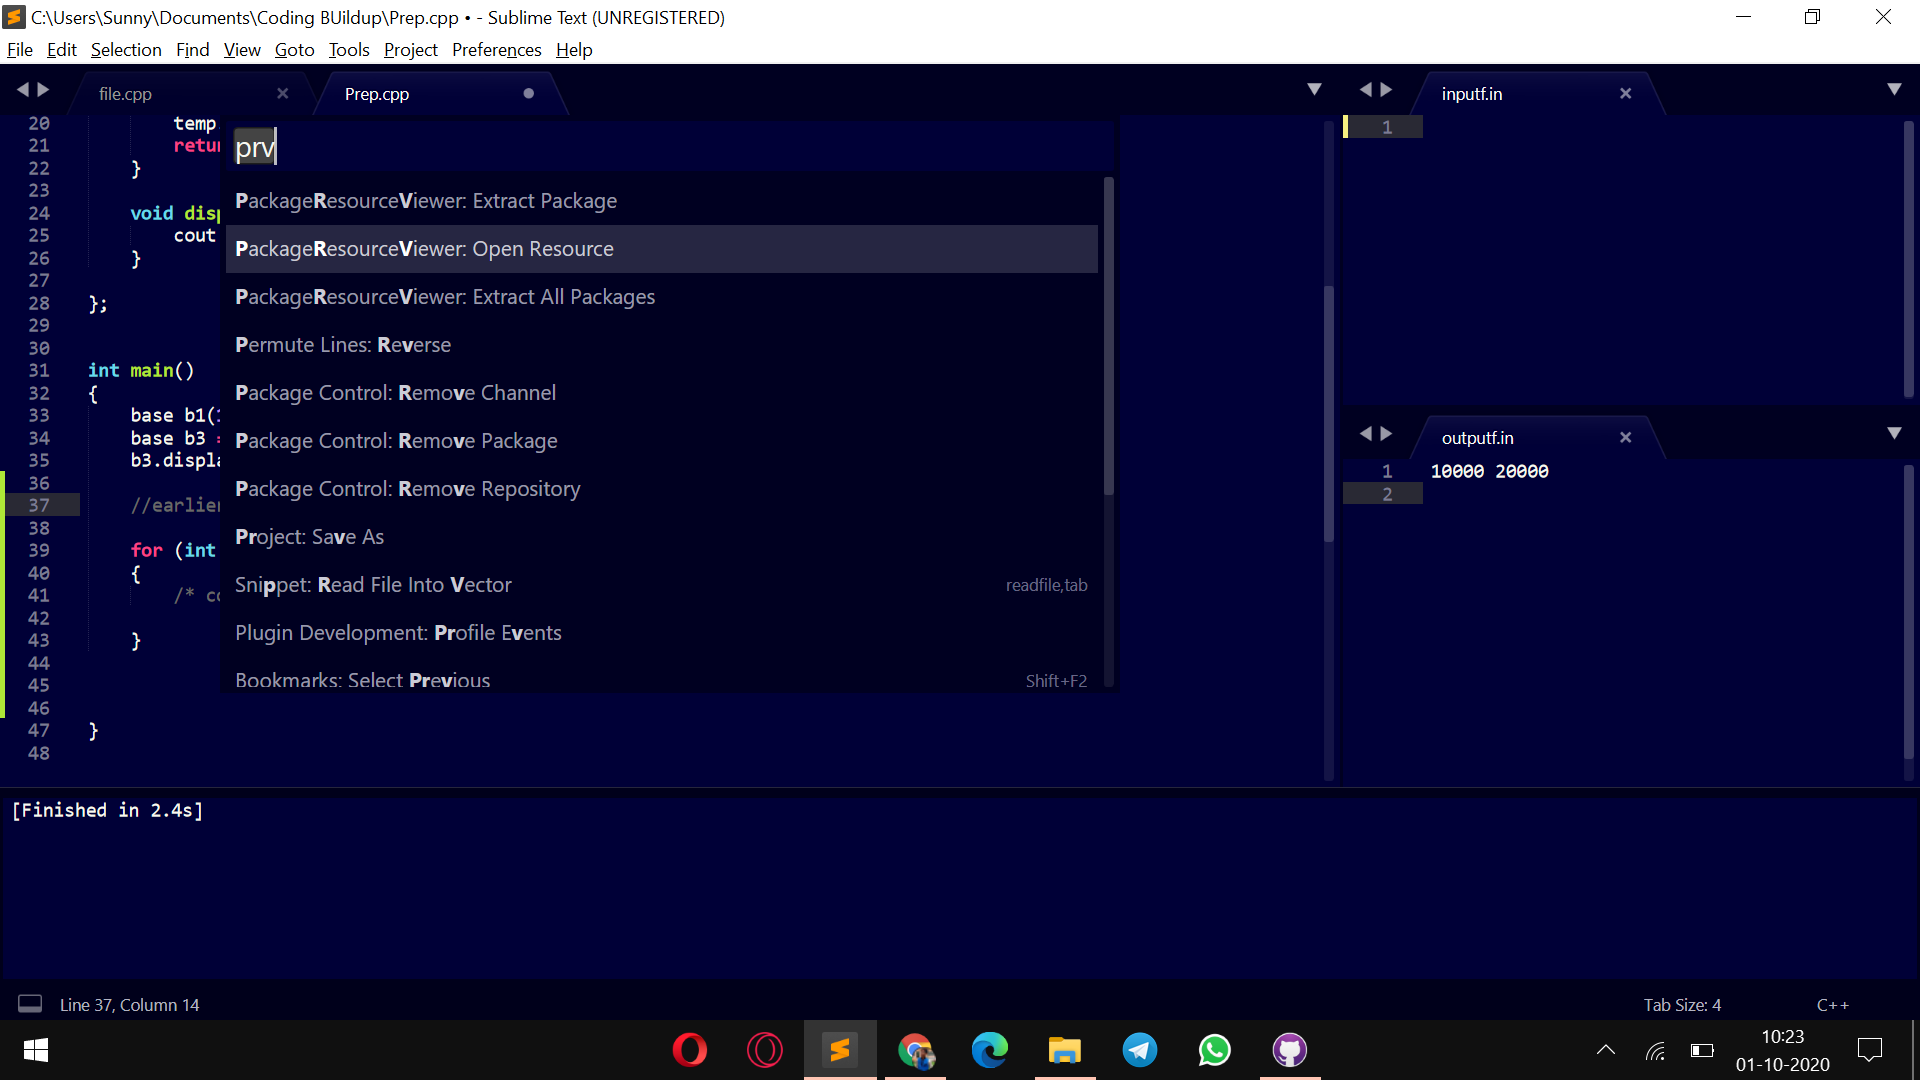 C:\Users\Sunny\Documents\Coding BUildup\Prep.cpp • - Sublime Text (UNREGISTERED)
File Edit Selection Find View Goto Tools Project Preferences Help
file.cpp
Prep.cpp
20 temp
21
22 }
23
24 void
25 cout
26 }
27
28 };
29
30
31 int main()
32 {
33 base b1(
34 base b3
35
36
37
38
39 for (int
40 {
41 /*
42
43 }
44
45
46
47 }
48
prv
PackageResourceViewer: Extract Package
PackageResourceViewer: Open Resource
PackageResourceViewer: Extract All Packages
Permute Lines: Reverse
Package Control: Remove Channel
Package Control: Remove Package
Package Control: Remove Repository
Project: Save As
Snippet: Read File Into Vector readfile,tab
Plugin Development: Profile Events
Bookmarks: Select Previous Shift+F2
inputf.in
1
outputf.in
1 10000 20000
2
[Finished in 2.4s]
Line 37, Column 14
Tab Size: 4
C++
10:23
01-10-2020